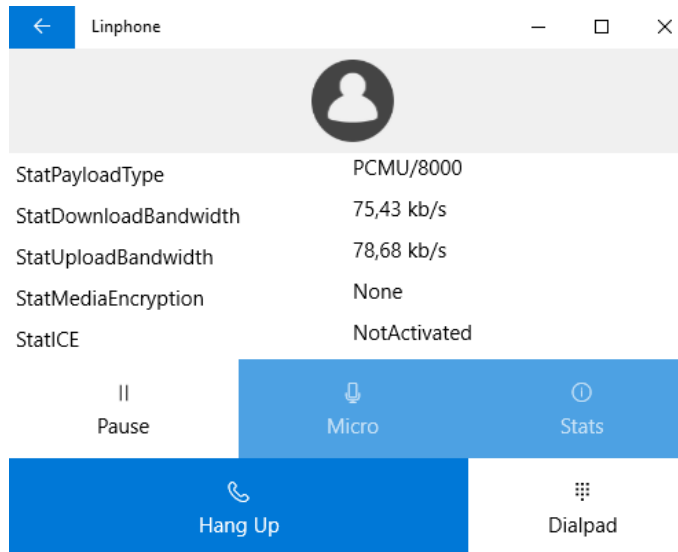 Linphone
StatPayloadType PCMU/8000
StatDownloadBandwidth 75,43 kb/s
StatUploadBandwidth 78,68 kb/s
StatMediaEncryption None
StatICE NotActivated
Pause Micro Stats
Hang Up Dialpad